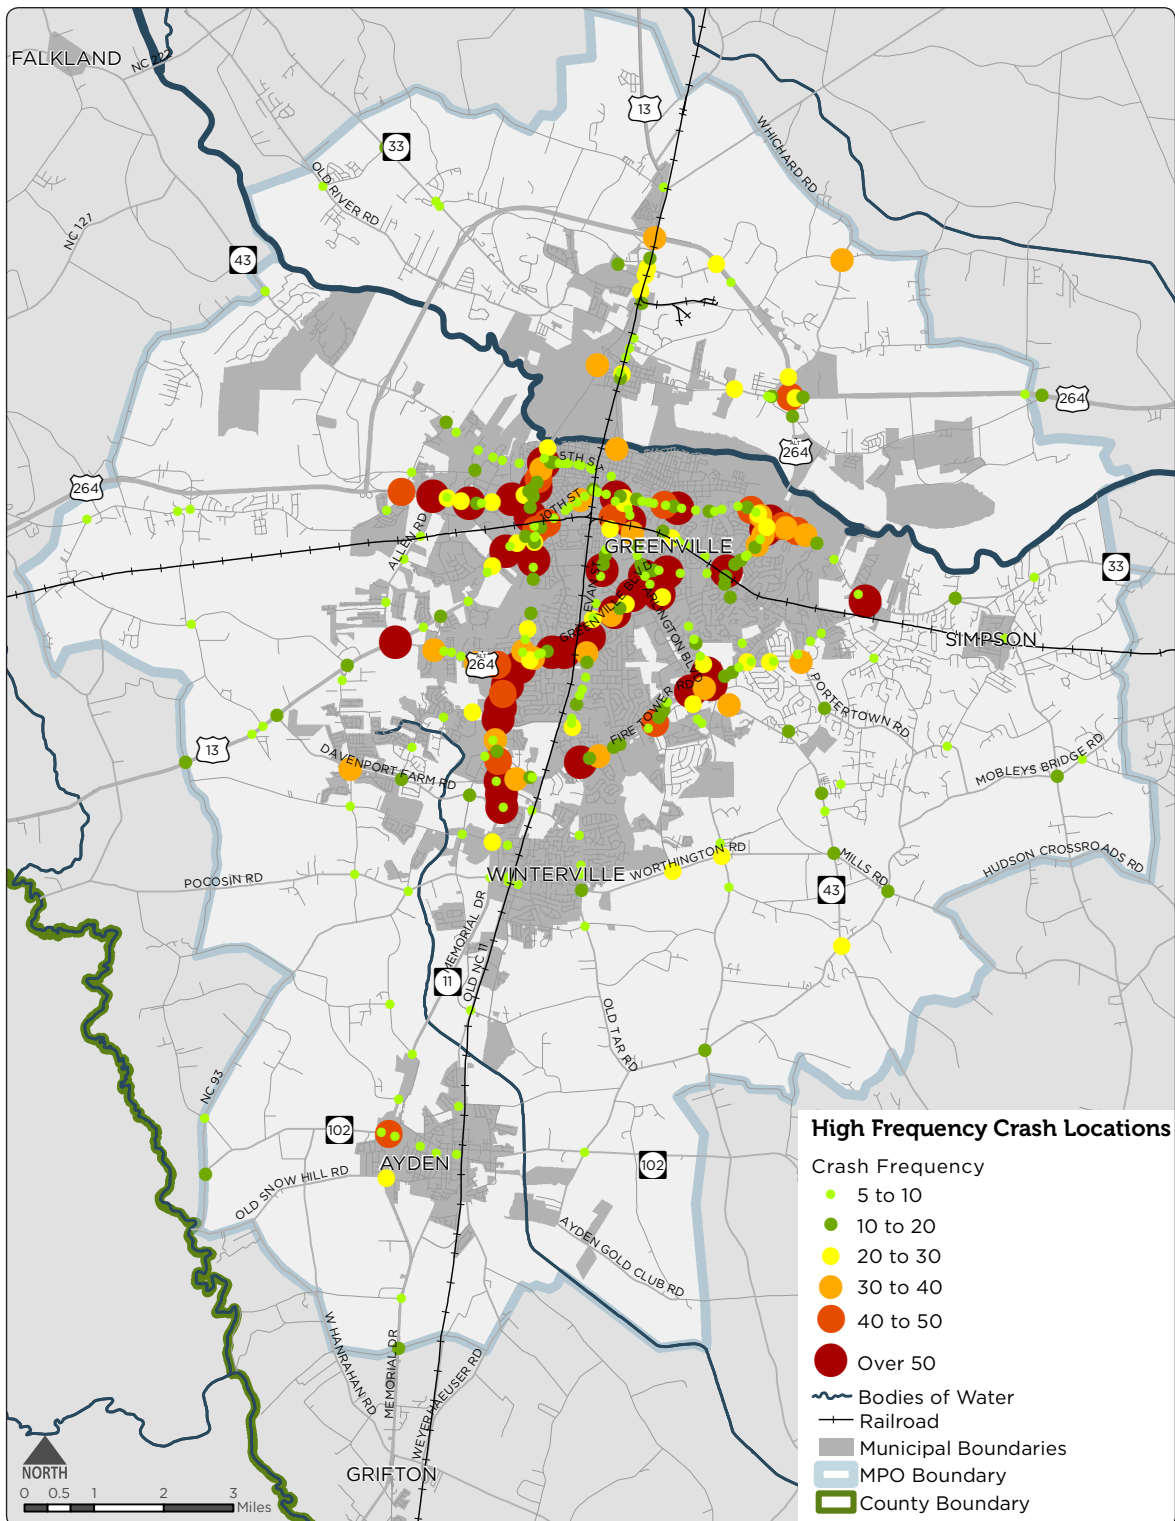 FALKLAND
NC 222
13
WHICHARD RD
33
OLD RIVER RD
NC 121
43
264
ALT
264
5TH ST
264
10TH ST
ALLEN RD
GREENVILLE
33
EVANS ST
GREENVILLE BLVD
ARLINGTON BLVD
SIMPSON
ALT
264
PORTERTOWN RD
FIRE TOWER RD
13
DAVENPORT FARM RD
MOBLEYS BRIDGE RD
WORTHINGTON RD
MILLS RD
HUDSON CROSSROADS RD
POCOSIN RD
WINTERVILLE
43
MEMORIAL DR
11
OLD NC 11
OLD TAR RD
NC 93
102
AYDEN
102
OLD SNOW HILL RD
AYDEN GOLD CLUB RD
W HANRAHAN RD
MEMORIAL DR
WEYERHAEUSER RD
GRIFTON
High Frequency Crash Locations
Crash Frequency
5 to 10
10 to 20
20 to 30
30 to 40
40 to 50
Over 50
Bodies of Water
Railroad
Municipal Boundaries
MPO Boundary
County Boundary
NORTH
0 0.5 1 2 3
Miles